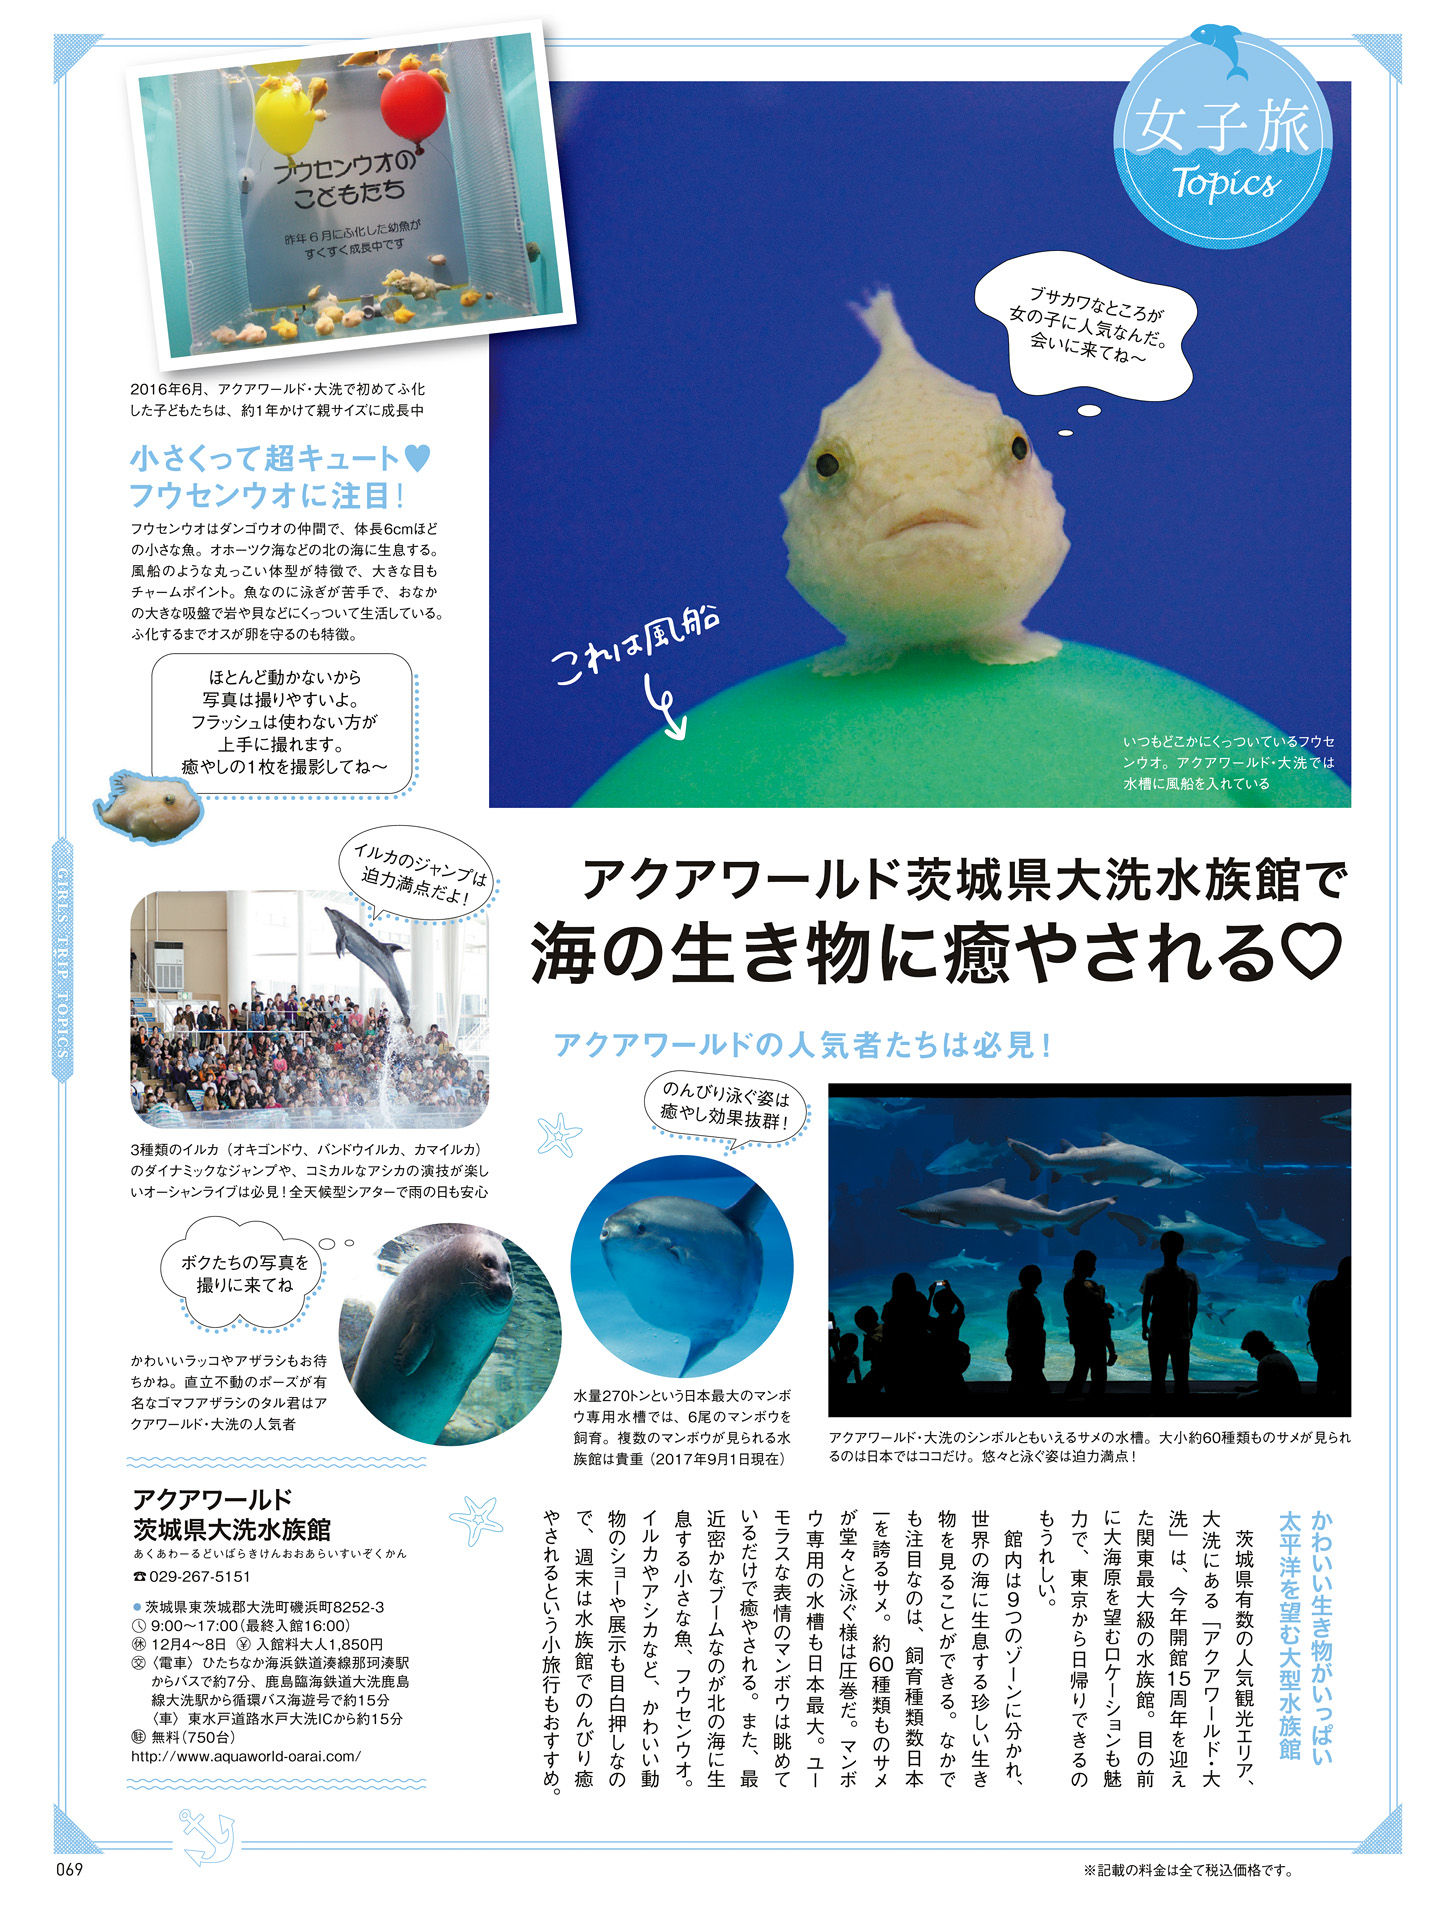 女子旅
Topics
フウセンウオの
こどもたち
昨年6月にふ化した幼魚が
すくすく成長中です
2016年6月、アクアワールド・大洗で初めてふ化
した子どもたちは、約1年かけて親サイズに成長中
ブサカワなところが
女の子に人気なんだ。
会いに来てね〜
これは風船
いつもどこかにくっついているフウセ
ンウオ。アクアワールド・大洗では
水槽に風船を入れている
小さくって超キュート♥
フウセンウオに注目！
フウセンウオはダンゴウオの仲間で、体長6cmほど
の小さな魚。オホーツク海などの北の海に生息する。
風船のような丸っこい体型が特徴で、大きな目も
チャームポイント。魚なのに泳ぎが苦手で、おなか
の大きな吸盤で岩や貝などにくっついて生活している。
ふ化するまでオスが卵を守るのも特徴。
ほとんど動かないから
写真は撮りやすいよ。
フラッシュは使わない方が
上手に撮れます。
癒やしの1枚を撮影してね〜
GIRLS TRIP TOPICS
アクアワールド茨城県大洗水族館で
海の生き物に癒やされる♡
アクアワールドの人気者たちは必見！
イルカのジャンプは
迫力満点だよ！
3種類のイルカ（オキゴンドウ、バンドウイルカ、カマイルカ）
のダイナミックなジャンプや、コミカルなアシカの演技が楽し
いオーシャンライブは必見！全天候型シアターで雨の日も安心
ボクたちの写真を
撮りに来てね
かわいいラッコやアザラシもお待
ちかね。直立不動のポーズが有
名なゴマフアザラシのタル君はア
クアワールド・大洗の人気者
のんびり泳ぐ姿は
癒やし効果抜群！
水量270トンという日本最大のマンボ
ウ専用水槽では、6尾のマンボウを
飼育。複数のマンボウが見られる水
族館は貴重（2017年9月1日現在）
アクアワールド・大洗のシンボルともいえるサメの水槽。大小約60種類ものサメが見られ
るのは日本ではココだけ。悠々と泳ぐ姿は迫力満点！
かわいい生き物がいっぱい
太平洋を望む大型水族館
茨城県有数の人気観光エリア、
大洗にある「アクアワールド・大
洗」は、今年開館15周年を迎え
た関東最大級の水族館。目の前
に大海原を望むロケーションも魅
力で、東京から日帰りできるの
もうれしい。
館内は9つのゾーンに分かれ、
世界の海に生息する珍しい生き
物を見ることができる。なかで
も注目なのは、飼育種類数日本
一を誇るサメ。約60種類ものサメ
が堂々と泳ぐ様は圧巻だ。マンボ
ウ専用の水槽も日本最大。ユー
モラスな表情のマンボウは眺めて
いるだけで癒やされる。また、最
近密かなブームなのが北の海に生
息する小さな魚、フウセンウオ。
イルカやアシカなど、かわいい動
物のショーや展示も目白押しなの
で、週末は水族館でのんびり癒
やされるという小旅行もおすすめ。
アクアワールド
茨城県大洗水族館
あくあわーるどいばらきけんおおあらいすいぞくかん
☎029-267-5151
●茨城県東茨城郡大洗町磯浜町8252-3
9:00〜17:00（最終入館16:00）
休 12月4〜8日 ￥ 入館料大人1,850円
交〈電車〉ひたちなか海浜鉄道湊線那珂湊駅
からバスで約7分、鹿島臨海鉄道大洗鹿島
線大洗駅から循環バス海遊号で約15分
〈車〉東水戸道路水戸大洗ICから約15分
駐 無料（750台）
http://www.aquaworld-oarai.com/
069
※記載の料金は全て税込価格です。